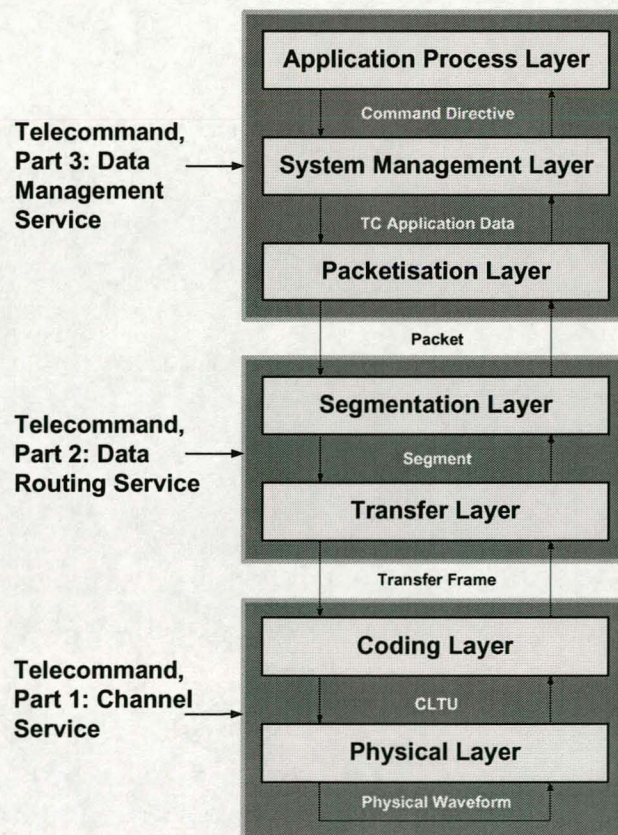 Application Process Layer
Command Directive
Telecommand,
Part 3: Data
Management
Service
System Management Layer
TC Application Data
Packetisation Layer
Packet
Segmentation Layer
Telecommand,
Part 2: Data
Routing Service
Segment
Transfer Layer
Transfer Frame
Coding Layer
Telecommand,
Part 1: Channel
Service
CLTU
Physical Layer
Physical Waveform